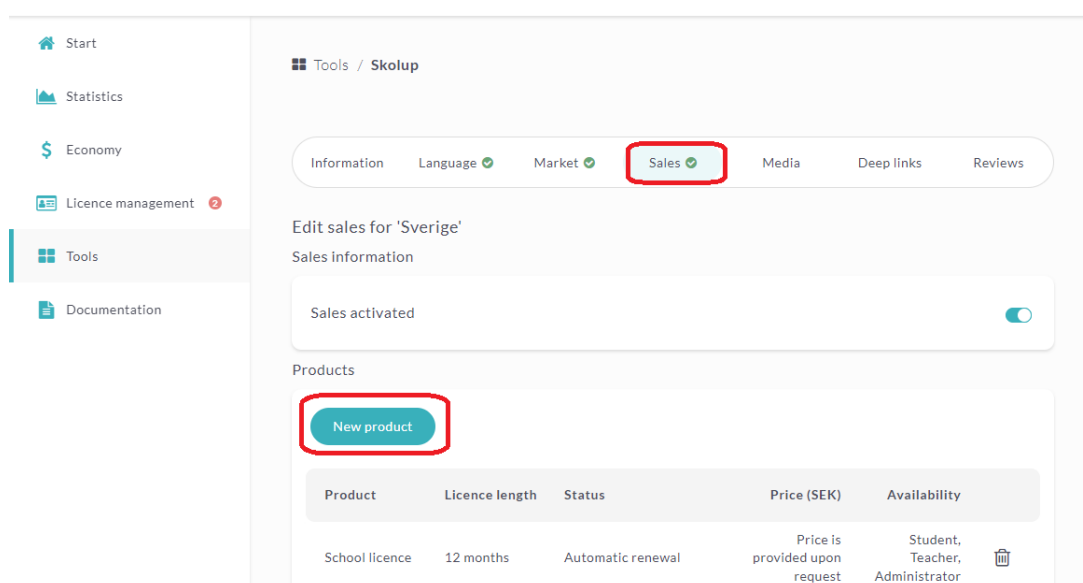 Start
Statistics
Economy
Licence management 2
Tools
Documentation
Tools / Skolup
Information Language Market Sales Media Deep links Reviews
Edit sales for 'Sverige'
Sales information
Sales activated
Products
New product
Product Licence length Status Price (SEK) Availability
School licence 12 months Automatic renewal Price is provided upon request Student, Teacher, Administrator